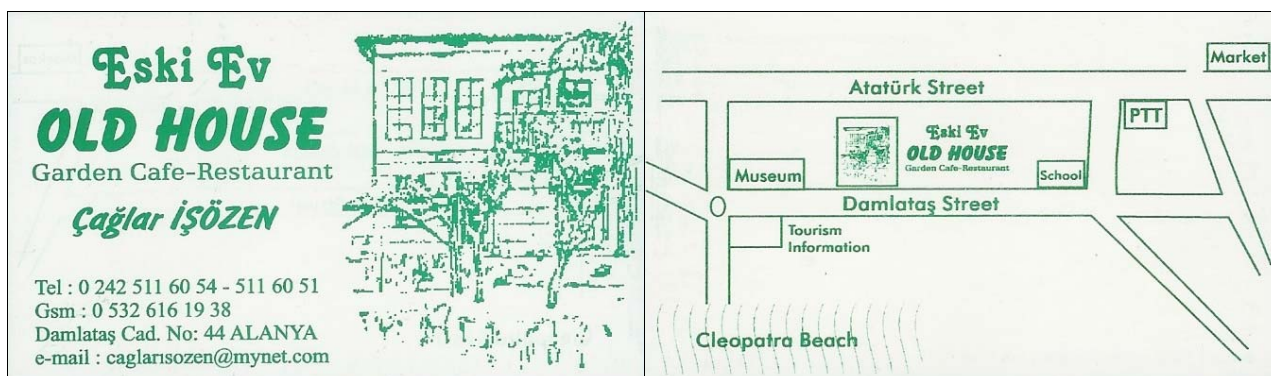 Eski Ev
OLD HOUSE
Garden Cafe-Restaurant
Çağlar İŞÖZEN
Tel : 0 242 511 60 54 - 511 60 51
Gsm : 0 532 616 19 38
Damlataş Cad. No: 44 ALANYA
e-mail : caglarısozen@mynet.com
Market
Atatürk Street
PTT
Eski Ev
OLD HOUSE
Garden Cafe-Restaurant
Museum
School
Damlataş Street
Tourism
Information
Cleopatra Beach